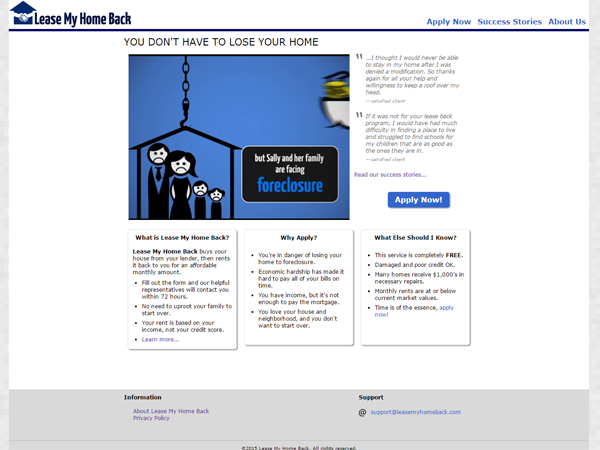 Lease My Home Back
Apply Now Success Stories About Us
YOU DON'T HAVE TO LOSE YOUR HOME
but Sally and her family
are facing
foreclosure
"...I thought I would never be able
to stay in my home after I was
denied a modification. So thanks
again for all your help and
willingness to keep a roof over my
head.
— satisfied client
" If it was not for your lease back
program, I would have had much
difficulty in finding a place to live
and struggled to find schools for
my children that are as good as
the ones they are in.
— satisfied client
Read our success stories...
Apply Now!
What is Lease My Home Back?
Lease My Home Back buys your
house from your lender, then rents
it back to you for an affordable
monthly amount.
• Fill out the form and our helpful
representatives will contact you
within 72 hours.
• No need to uproot your family to
start over.
• Your rent is based on your
income, not your credit score.
• Learn more...
Why Apply?
• You're in danger of losing your
home to foreclosure.
• Economic hardship has made it
hard to pay all of your bills on
time.
• You have income, but it's not
enough to pay the mortgage.
• You love your house and
neighborhood, and you don't
want to start over.
What Else Should I Know?
• This service is completely FREE.
• Damaged and poor credit OK.
• Many homes receive $1,000's in
necessary repairs.
• Monthly rents are at or below
current market values.
• Time is of the essence, apply
now!
Information
About Lease My Home Back
Privacy Policy
Support
@ support@leasemyhomeback.com
©2015 Lease My Home Back. All rights reserved.